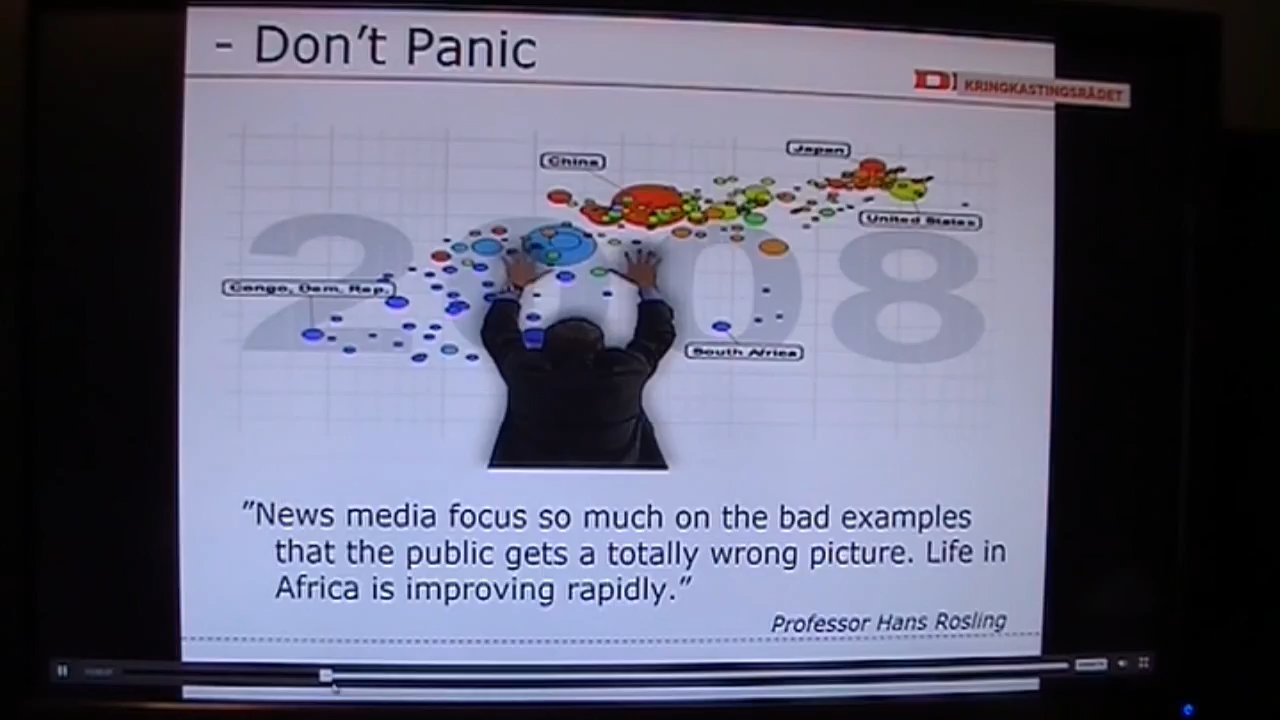 - Don't Panic
KRINGKASTINGSRÅDET
China
Japan
United States
2008
Congo, Dem. Rep.
South Africa
"News media focus so much on the bad examples
that the public gets a totally wrong picture. Life in
Africa is improving rapidly."
Professor Hans Rosling